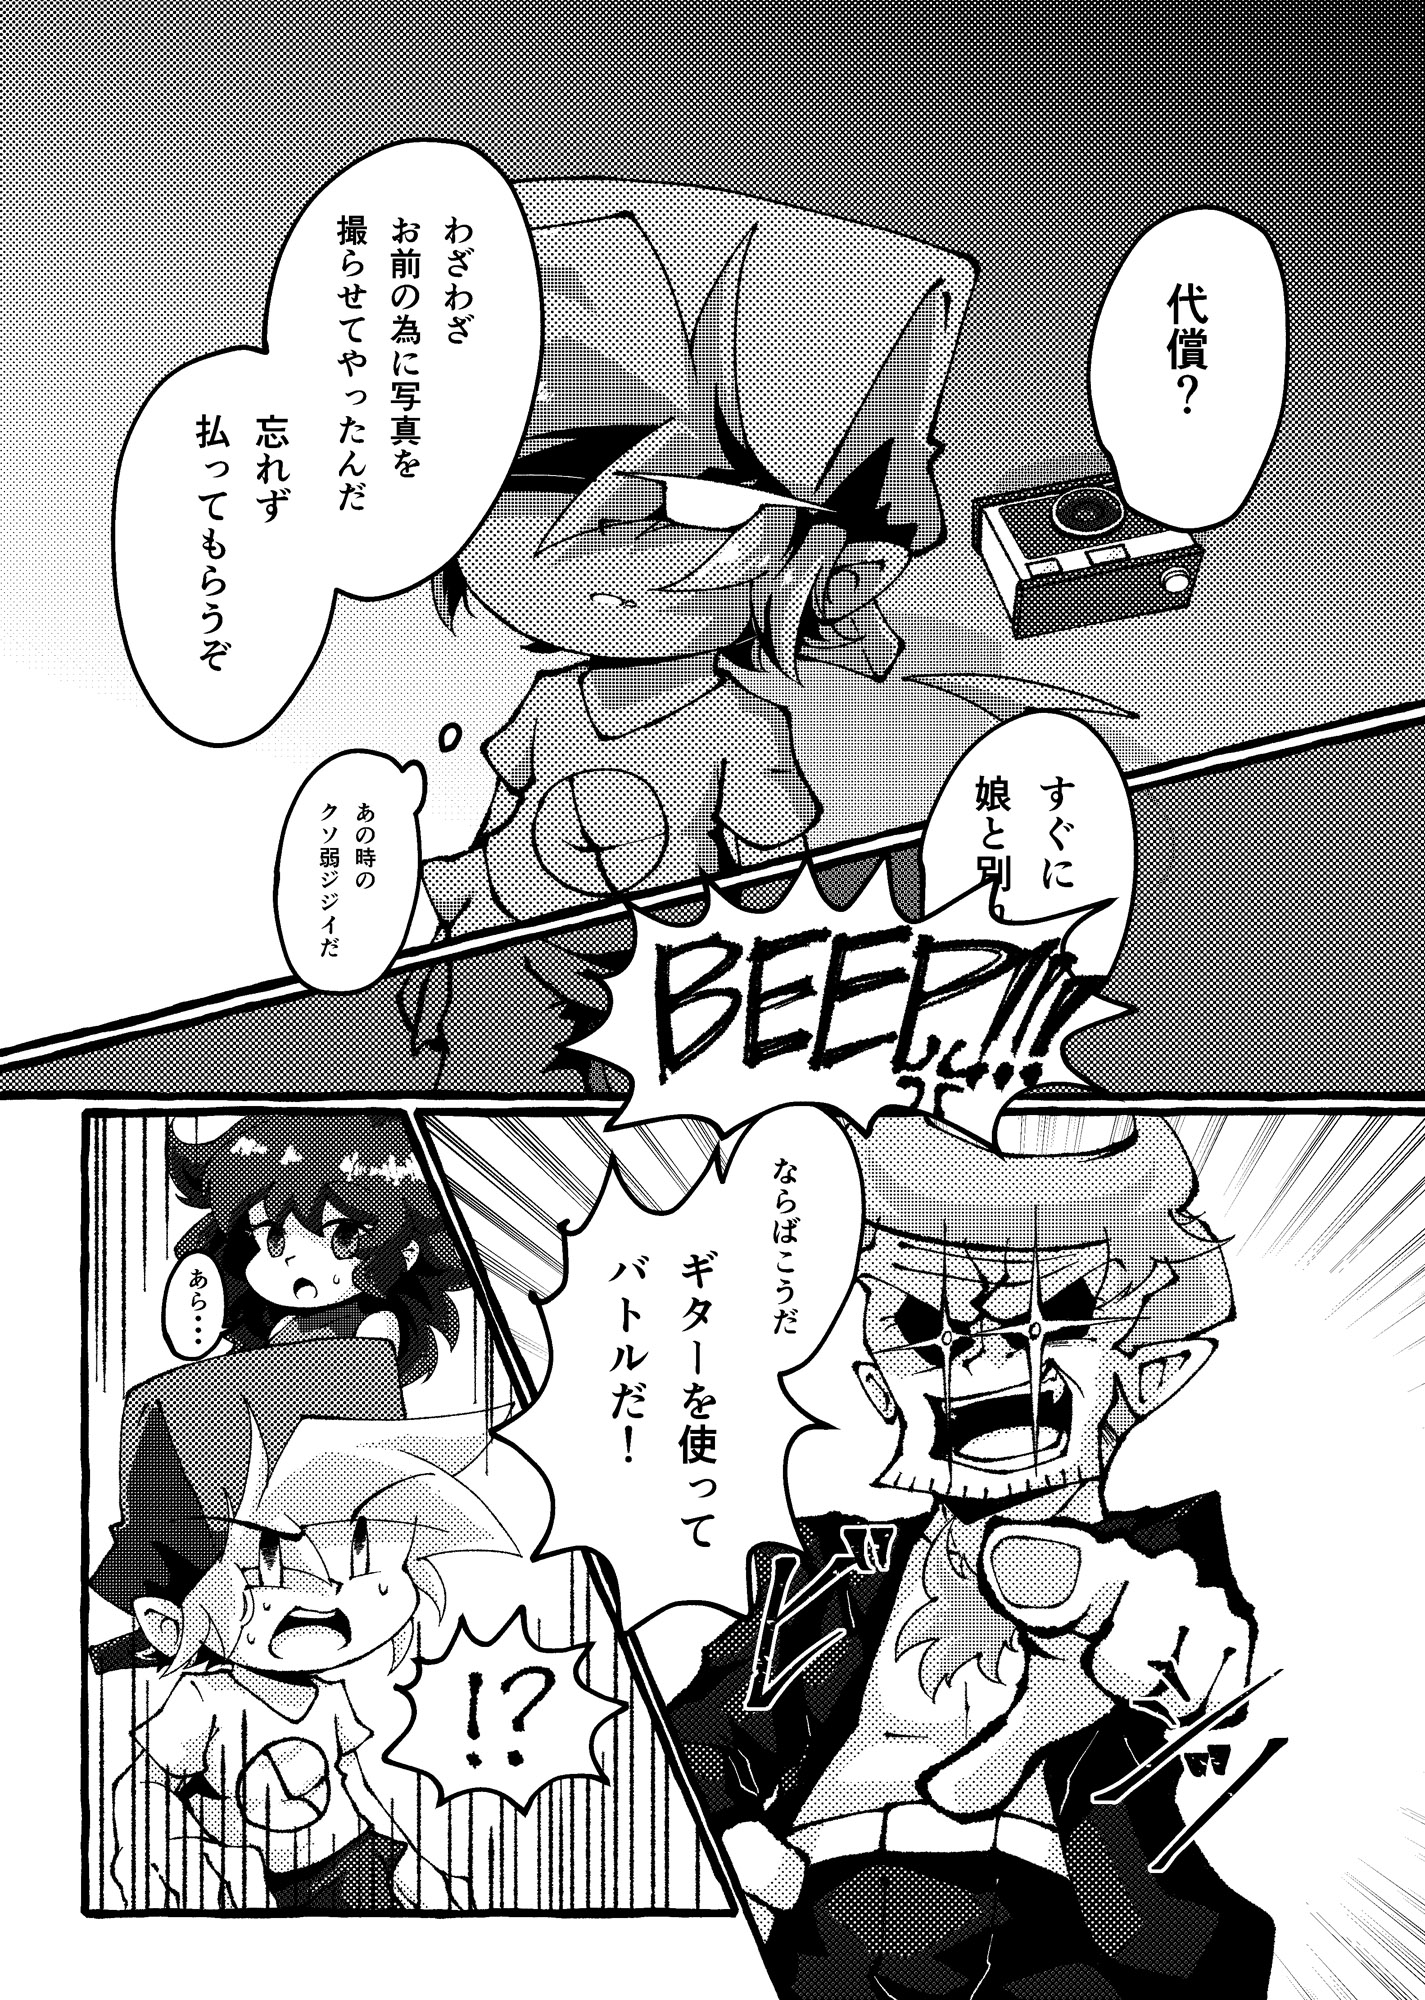 代償？
わざわざ
お前の為に写真を
撮らせてやったんだ
忘れず
払ってもらうぞ
あの時の
クソ弱ジジイだ
すぐに
娘と別
BEEP!!!
ならばこうだ
ギターを使って
バトルだ！
ビシ"
あら…
!?